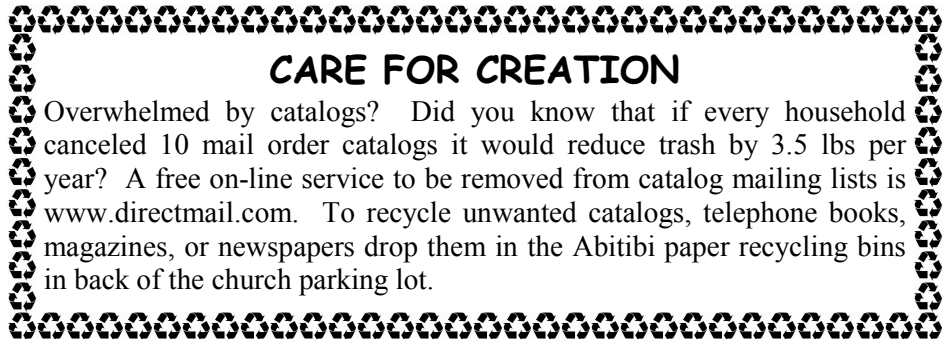 CARE FOR CREATION
Overwhelmed by catalogs? Did you know that if every household
canceled 10 mail order catalogs it would reduce trash by 3.5 lbs per
year? A free on-line service to be removed from catalog mailing lists is
www.directmail.com. To recycle unwanted catalogs, telephone books,
magazines, or newspapers drop them in the Abitibi paper recycling bins
in back of the church parking lot.